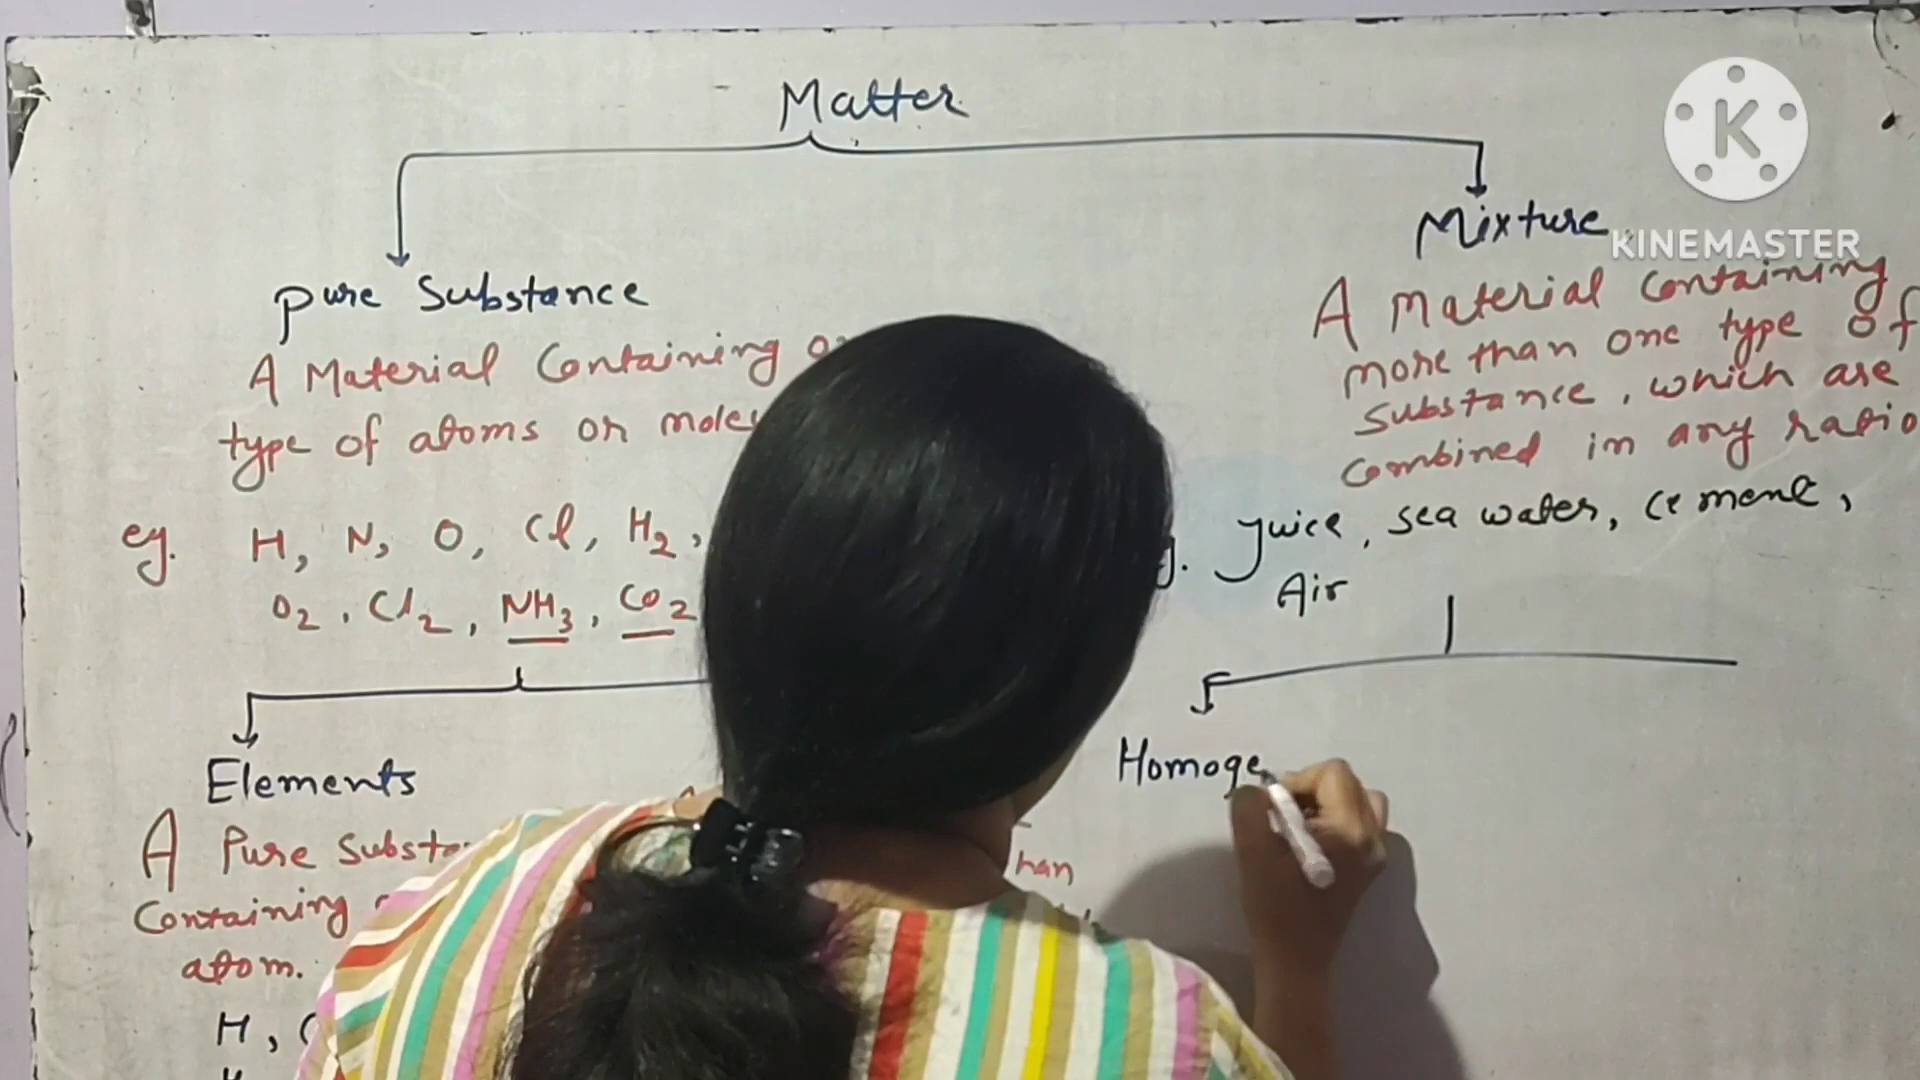 Matter
Mixture
KINEMASTER
pure Substance
A Material Containing
type of atoms or
A Material Containing
more than one type of
substance, which are
combined in any ratio
eg. H, N, O, Cl, H2,
O2, Cl2, NH3, CO2
Juice, sea water, cement,
Air
Elements
A Pure
Containing
atom.
H,
han
Homoge